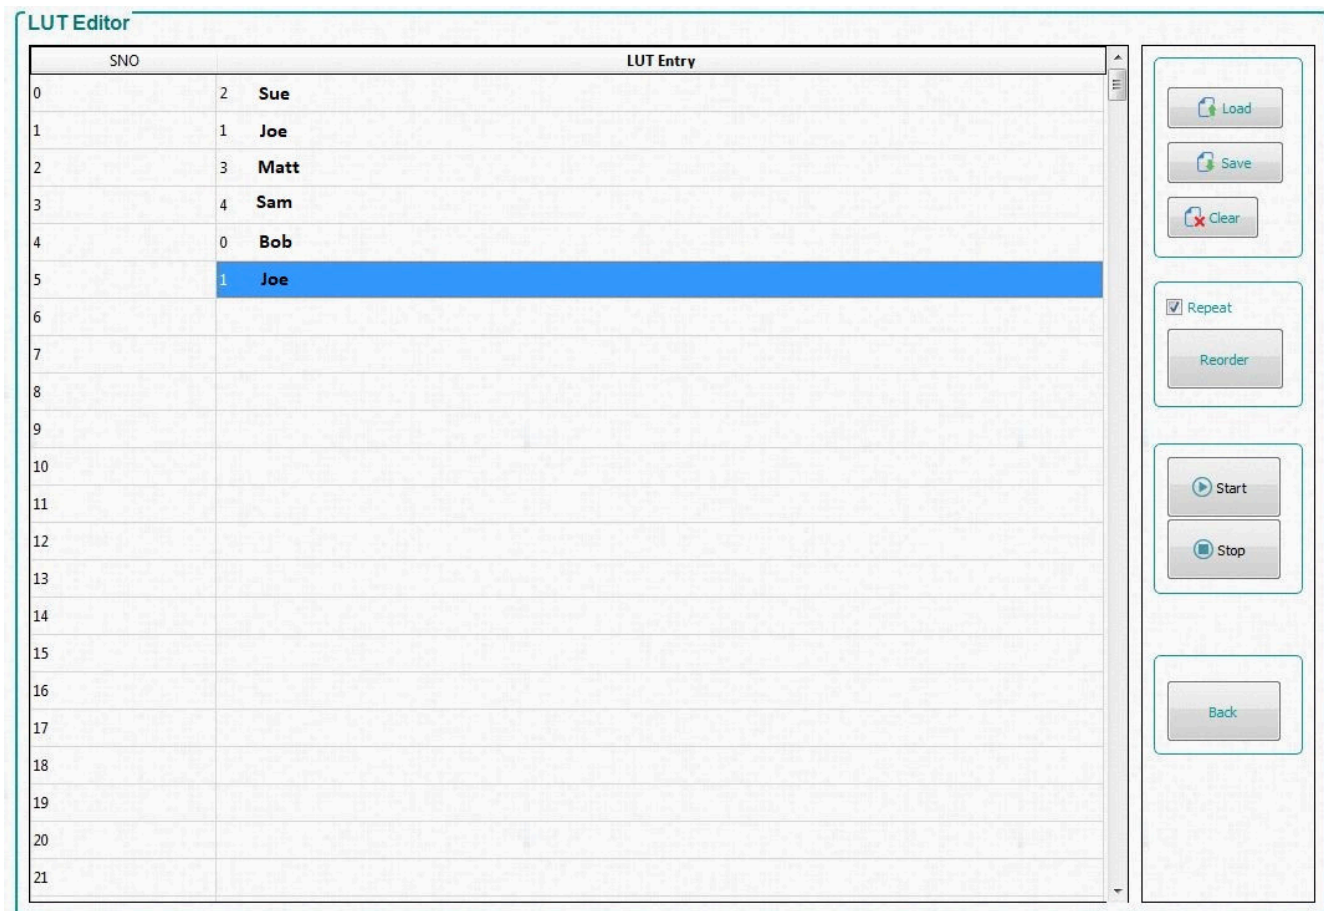 LUT Editor
SNO LUT Entry
0 2 Sue
1 1 Joe
2 3 Matt
3 4 Sam
4 0 Bob
5 1 Joe
6
7
8
9
10
11
12
13
14
15
16
17
18
19
20
21
Load
Save
Clear
Repeat
Reorder
Start
Stop
Back